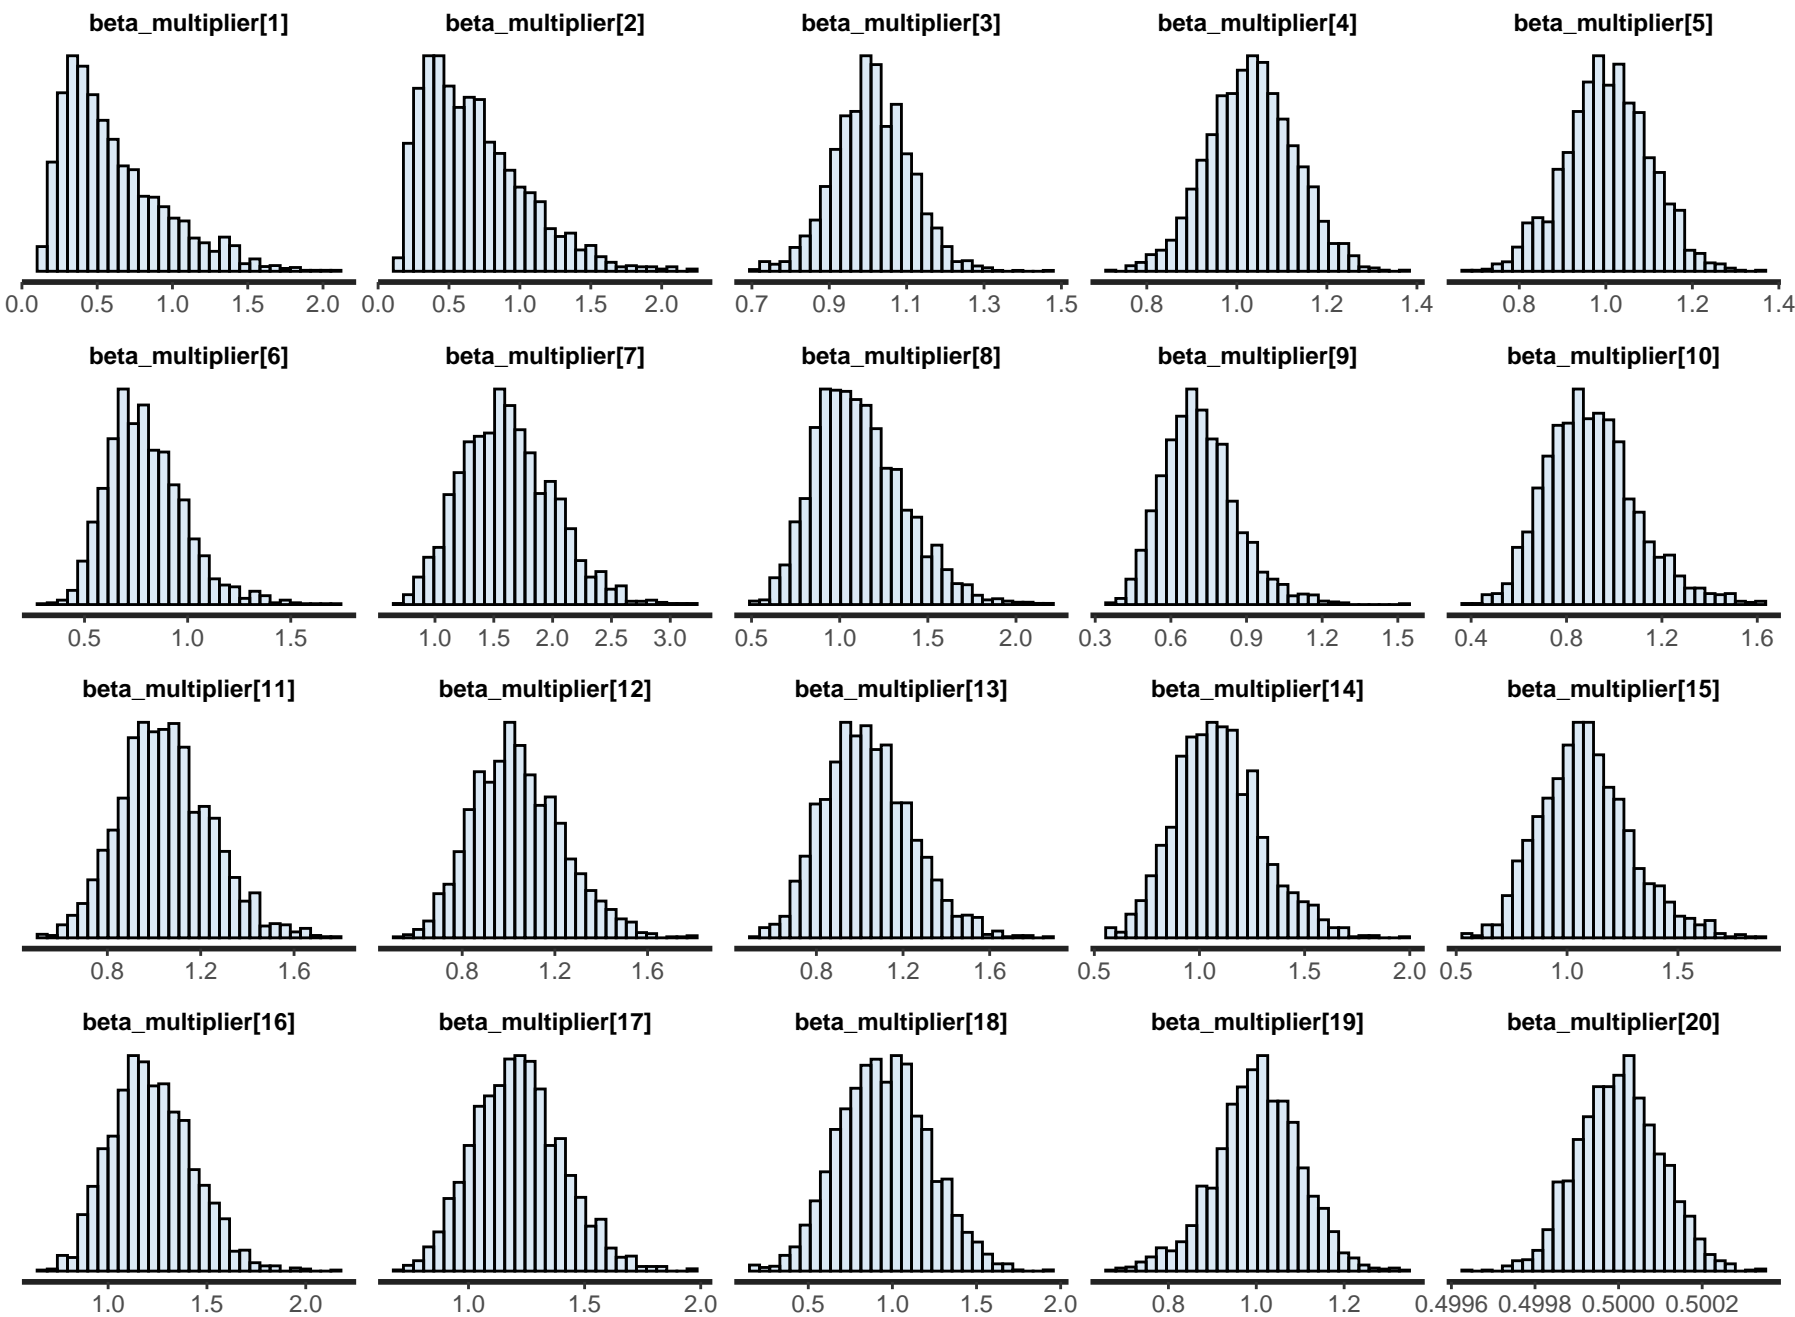 beta_multiplier[1] beta_multiplier[2] beta_multiplier[3] beta_multiplier[4] beta_multiplier[5]
0.0 0.5 1.0 1.5 2.0 0.0 0.5 1.0 1.5 2.0 0.7 0.9 1.1 1.3 1.5 0.8 1.0 1.2 1.4 0.8 1.0 1.2 1.4
beta_multiplier[6] beta_multiplier[7] beta_multiplier[8] beta_multiplier[9] beta_multiplier[10]
0.5 1.0 1.5 1.0 1.5 2.0 2.5 3.0 0.5 1.0 1.5 2.0 0.3 0.6 0.9 1.2 1.5 0.4 0.8 1.2 1.6
beta_multiplier[11] beta_multiplier[12] beta_multiplier[13] beta_multiplier[14] beta_multiplier[15]
0.8 1.2 1.6 0.8 1.2 1.6 0.8 1.2 1.6 0.5 1.0 1.5 2.0 0.5 1.0 1.5
beta_multiplier[16] beta_multiplier[17] beta_multiplier[18] beta_multiplier[19] beta_multiplier[20]
1.0 1.5 2.0 1.0 1.5 2.0 0.5 1.0 1.5 2.0 0.8 1.0 1.2 0.4996 0.4998 0.5000 0.5002